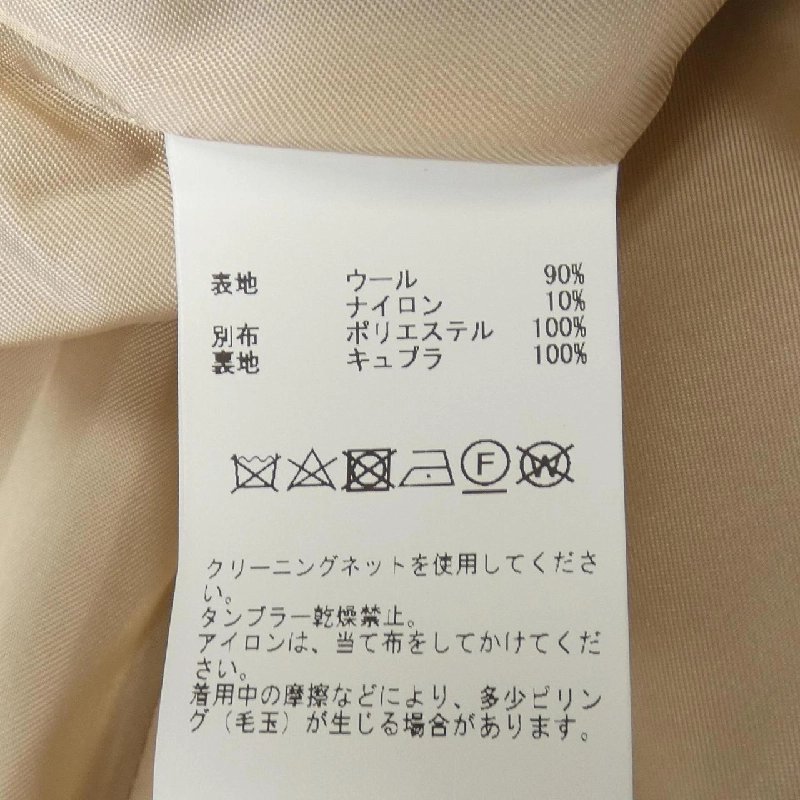 表地 ウール 90%
ナイロン 10%
別布 ポリエステル 100%
裏地 キュブラ 100%
F W
クリーニングネットを使用してくださ
い。
タンブラー乾燥禁止。
アイロンは、当て布をしてかけてくだ
さい。
着用中の摩擦などにより、多少ピリン
グ（毛玉）が生じる場合があります。